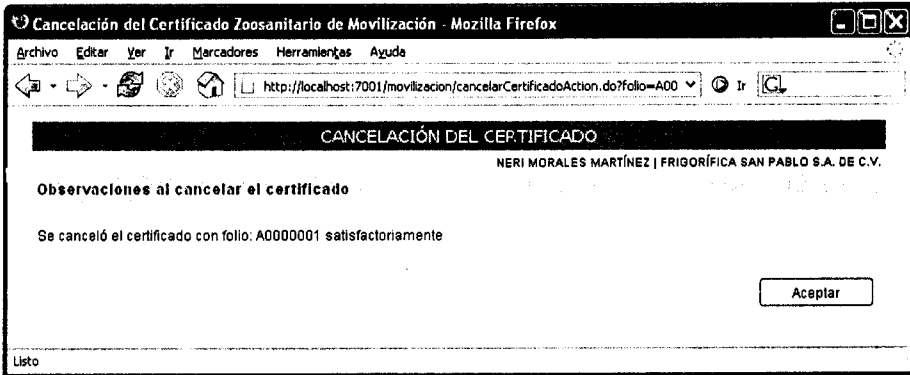 Cancelación del Certificado Zoosanitario de Movilización - Mozilla Firefox
Archivo Editar Ver Ir Marcadores Herramientas Ayuda
http://localhost:7001/movilizacion/cancelarCertificadoAction.do?folio=A00 Ir G
CANCELACIÓN DEL CERTIFICADO
NERI MORALES MARTÍNEZ | FRIGORÍFICA SAN PABLO S.A. DE C.V.
Observaciones al cancelar el certificado
Se canceló el certificado con folio: A0000001 satisfactoriamente
Aceptar
Listo